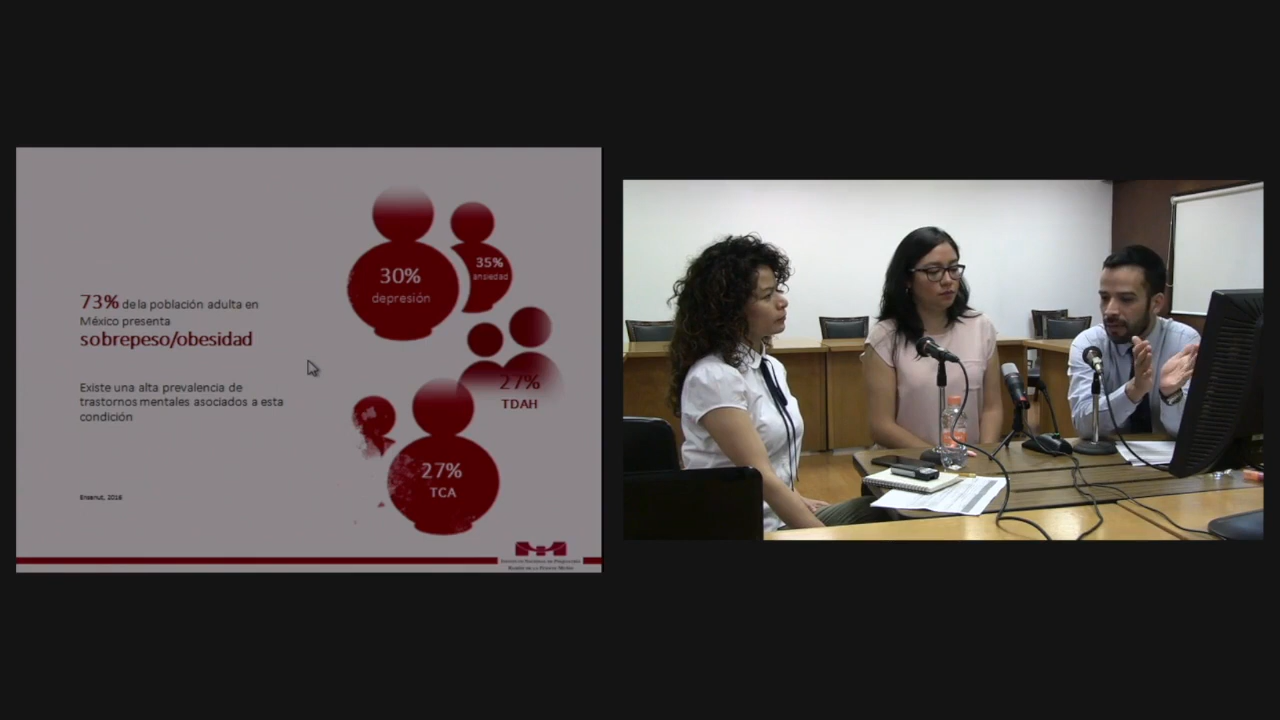 73% de la población adulta en
México presenta
sobrepeso/obesidad
Existe una alta prevalencia de
trastornos mentales asociados a esta
condición
Ensanut, 2016
30%
depresión
35%
ansiedad
27%
TDAH
27%
TCA